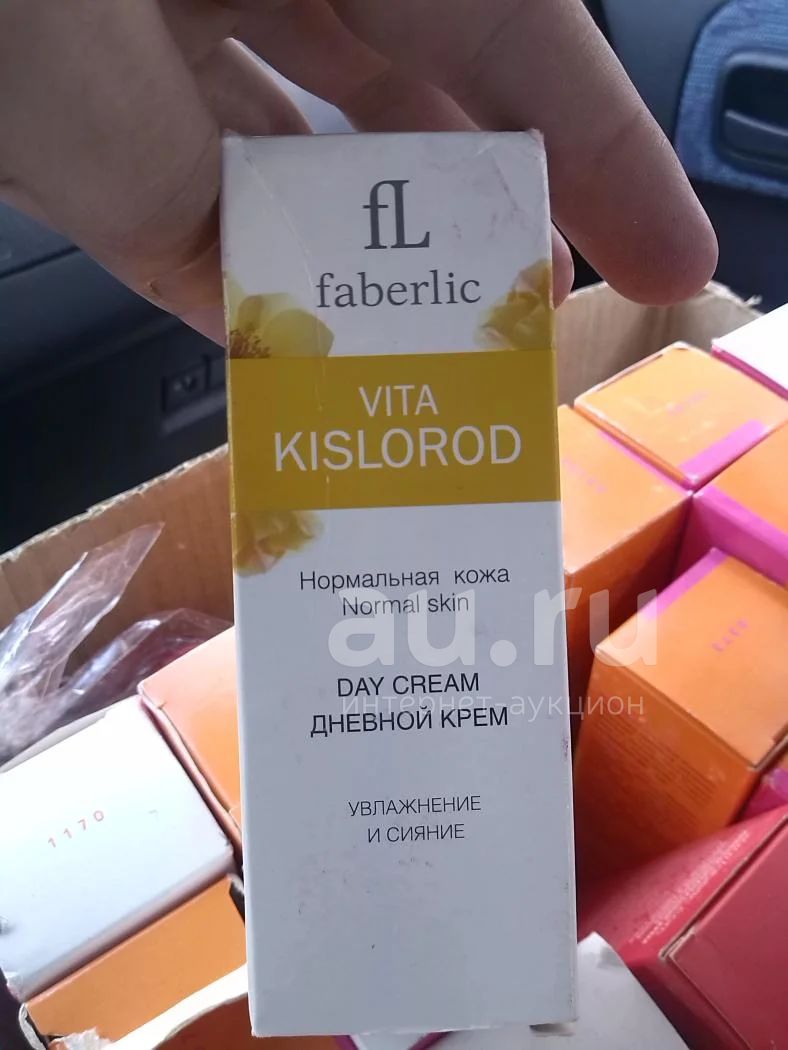 fL
faberlic
VITA
KISLOROD
Нормальная кожа
Normal skin
au.ru
DAY CREAM
интернет-аукцион
ДНЕВНОЙ КРЕМ
УВЛАЖНЕНИЕ
И СИЯНИЕ
1170